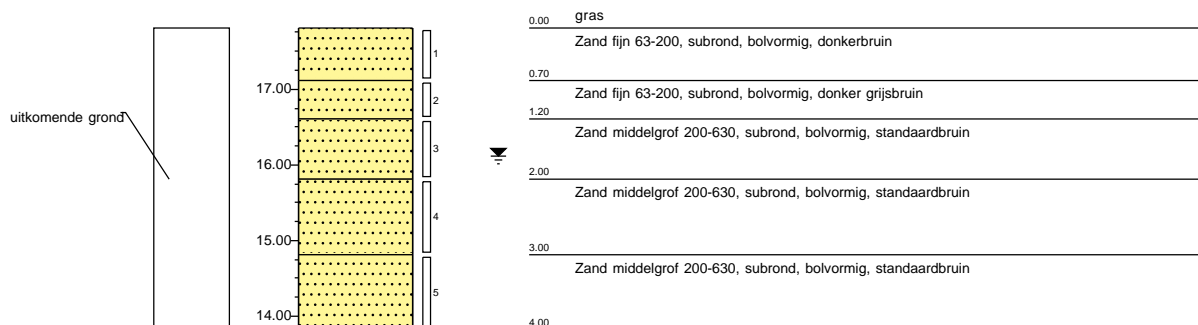 gras
0.00
Zand fijn 63-200, subrond, bolvormig, donkerbruin
1
0.70
17.00
Zand fijn 63-200, subrond, bolvormig, donker grijsbruin
2
1.20
uitkomende grond
Zand middelgrof 200-630, subrond, bolvormig, standaardbruin
3
16.00
2.00
Zand middelgrof 200-630, subrond, bolvormig, standaardbruin
4
15.00
3.00
Zand middelgrof 200-630, subrond, bolvormig, standaardbruin
5
14.00
4.00